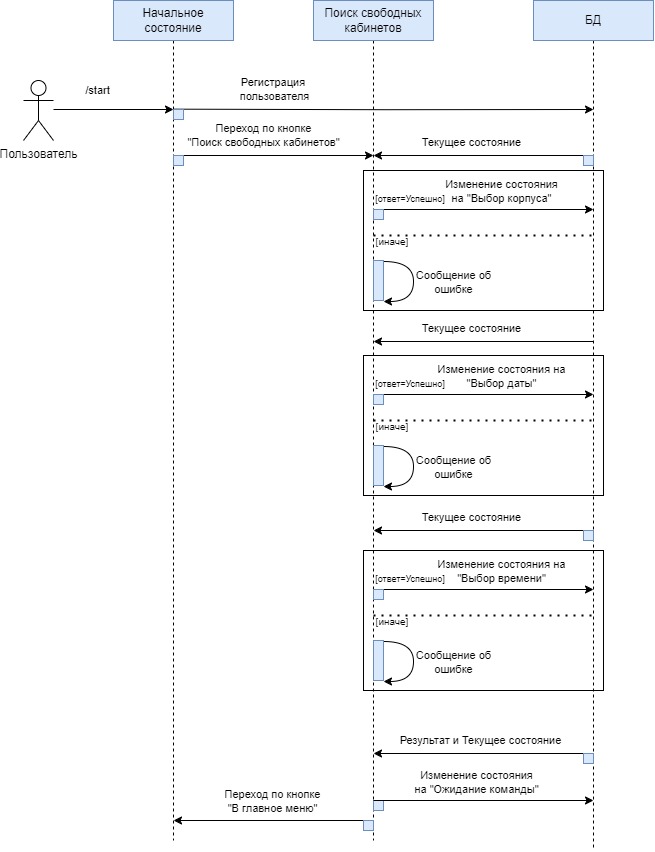 Начальное
состояние
Поиск свободных
кабинетов
БД
/start
Регистрация
пользователя
Пользователь
Переход по кнопке
"Поиск свободных кабинетов"
Текущее состояние
Изменение состояния
на "Выбор корпуса"
[ответ=Успешно]
[иначе]
Сообщение об
ошибке
Текущее состояние
Изменение состояния на
"Выбор даты"
[ответ=Успешно]
[иначе]
Сообщение об
ошибке
Текущее состояние
Изменение состояния на
"Выбор времени"
[ответ=Успешно]
[иначе]
Сообщение об
ошибке
Результат и Текущее состояние
Изменение состояния
на "Ожидание команды"
Переход по кнопке
"В главное меню"